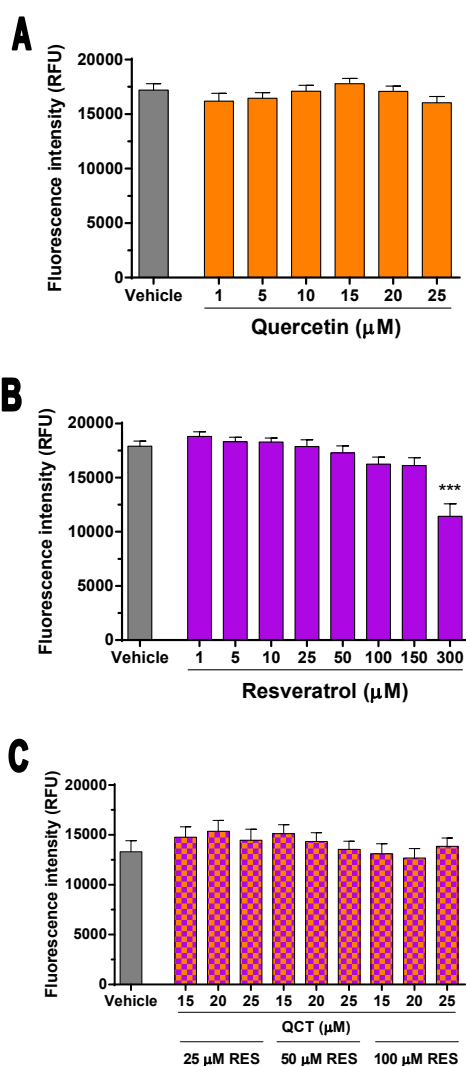 A
Fluorescence intensity (RFU)
20000
15000
10000
5000
0
Vehicle 1 5 10 15 20 25
Quercetin (μM)
B
Fluorescence intensity (RFU)
20000
15000
10000
5000
0
***
Vehicle 1 5 10 25 50 100 150 300
Resveratrol (μM)
C
Fluorescence intensity (RFU)
20000
15000
10000
5000
0
Vehicle 15 20 25 15 20 25 15 20 25
QCT (μM)
25 μM RES 50 μM RES 100 μM RES